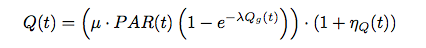 Q(t) = (μ · PAR(t) (1 − e^{−λQ_g(t)})) · (1 + η_Q(t))